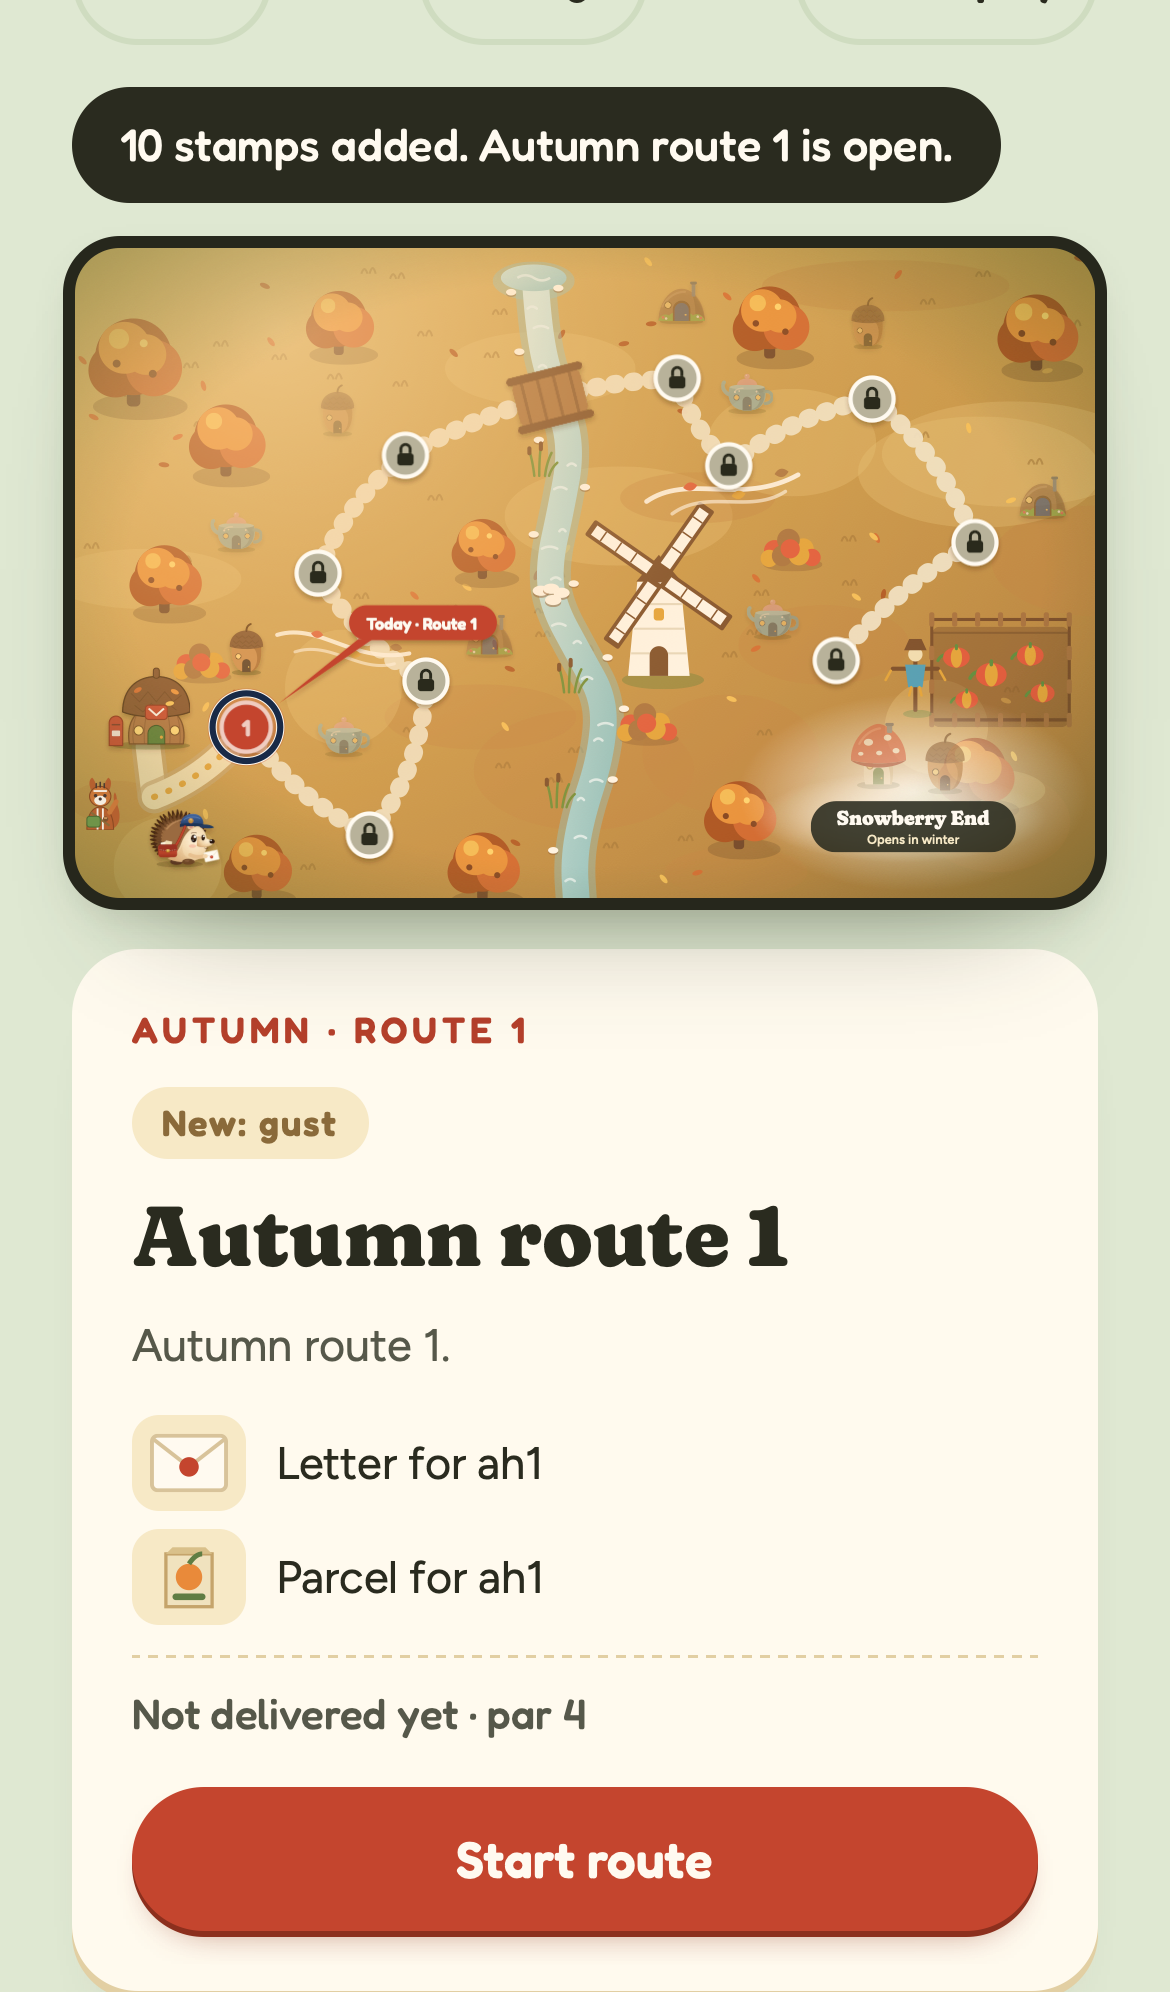 10 stamps added. Autumn route 1 is open.
Today · Route 1
1
Snowberry End
Opens in winter
AUTUMN · ROUTE 1
New: gust
Autumn route 1
Autumn route 1.
Letter for ah1
Parcel for ah1
Not delivered yet · par 4
Start route